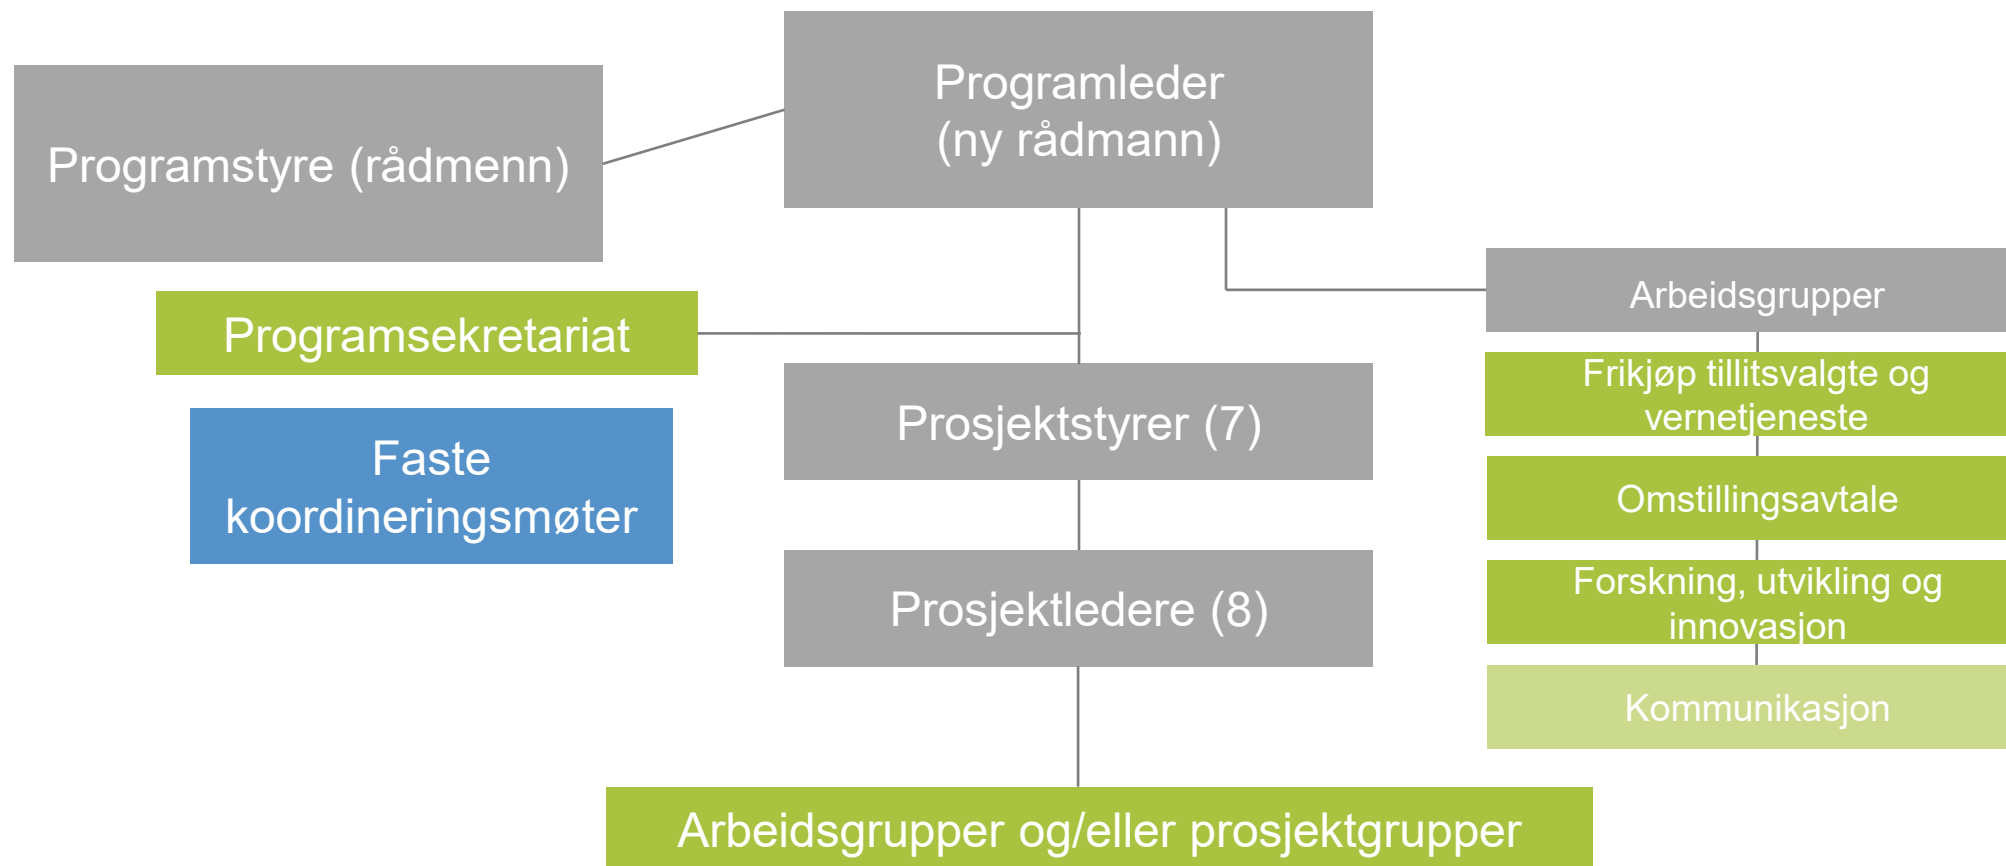 Programleder
(ny rådmann)
Programstyre (rådmenn)
Arbeidsgrupper
Programsekretariat
Frikjøp tillitsvalgte og
vernetjeneste
Prosjektstyrer (7)
Faste
koordineringsmøter
Omstillingsavtale
Prosjektledere (8)
Forskning, utvikling og
innovasjon
Kommunikasjon
Arbeidsgrupper og/eller prosjektgrupper